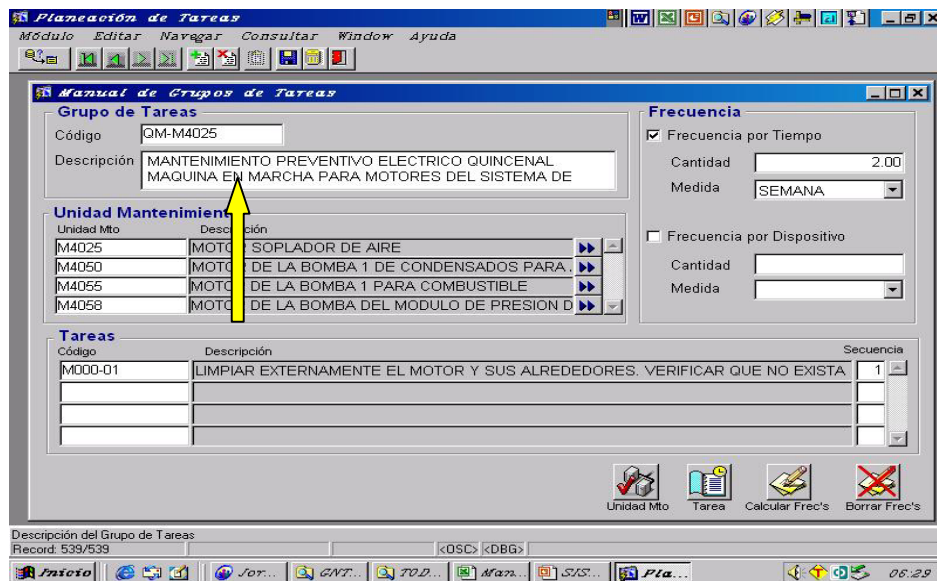 Planeación de Tareas
Módulo Editar Navegar Consultar Window Ayuda
Manual de Grupos de Tareas
Grupo de Tareas
Código QM-M4025
Descripción MANTENIMIENTO PREVENTIVO ELECTRICO QUINCENAL
MAQUINA EN MARCHA PARA MOTORES DEL SISTEMA DE
Frecuencia
Frecuencia por Tiempo
Cantidad 2.00
Medida SEMANA
Frecuencia por Dispositivo
Cantidad
Medida
Unidad Mantenimient
Unidad Mto
M4025 MOTOR SOPLADOR DE AIRE
M4050 MOTOR DE LA BOMBA 1 DE CONDENSADOS PARA
M4055 MOTOR DE LA BOMBA 1 PARA COMBUSTIBLE
M4058 MOTOR DE LA BOMBA DEL MODULO DE PRESION D
Tareas
Código Descripción Secuencia
M000-01 LIMPIAR EXTERNAMENTE EL MOTOR Y SUS ALREDEDORES. VERIFICAR QUE NO EXISTA 1
Unidad Mto Tarea Calcular Frec's Borrar Frec's
Descripción del Grupo de Tareas
Record: 539/539 <OSC> <DBG>
Inicio Jor... GNT... TOD... Man... SIS... Pla... 06:29